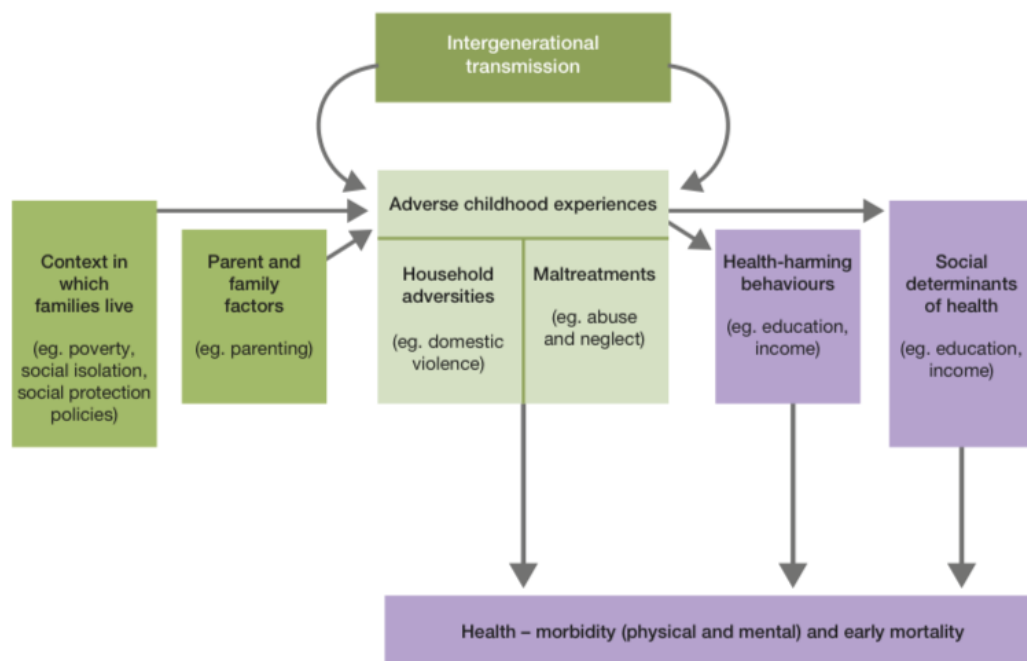 Intergenerational
transmission
Adverse childhood experiences
Context in
which
families live
(eg. poverty,
social isolation,
social protection
policies)
Parent and
family
factors
(eg. parenting)
Household
adversities
(eg. domestic
violence)
Maltreatments
(eg. abuse
and neglect)
Health-harming
behaviours
(eg. education,
income)
Social
determinants
of health
(eg. education,
income)
Health – morbidity (physical and mental) and early mortality